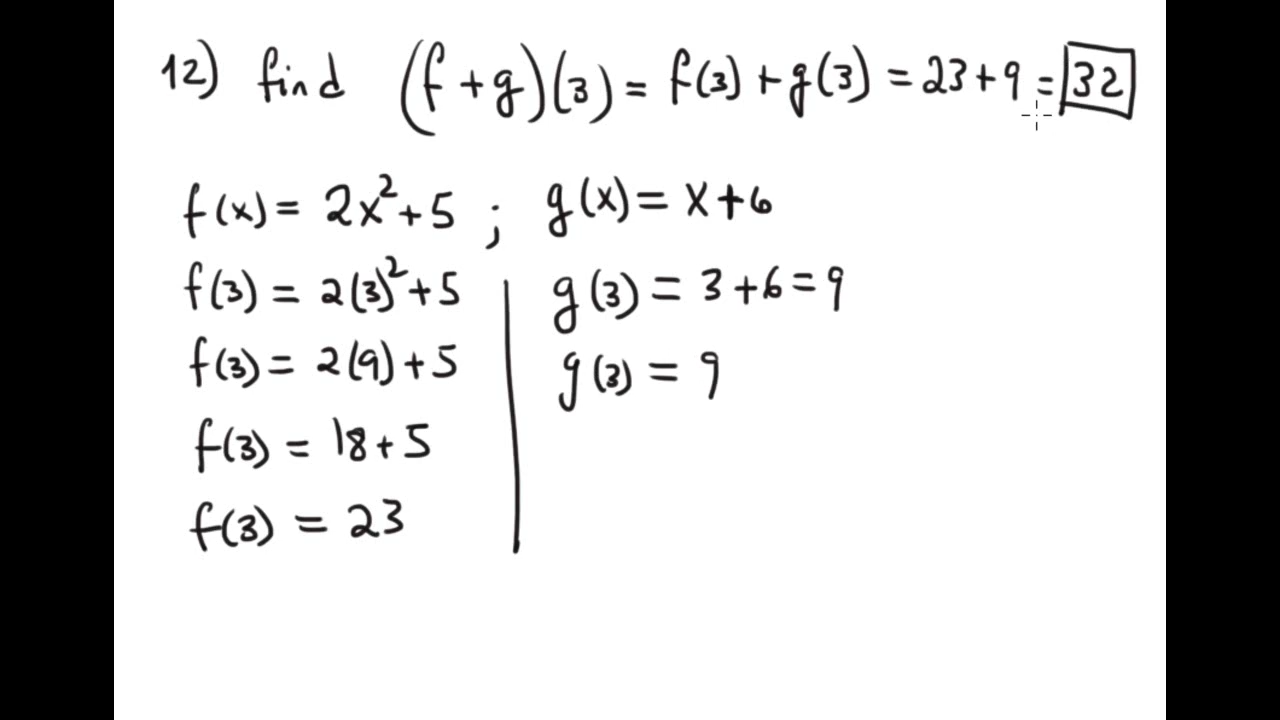 12) find (f+g)(3) = f(3) + g(3) = 23+9 = 32
f(x) = 2x²+5 ; g(x) = x+6
f(3) = 2(3)²+5
g(3) = 3+6=9
f(3) = 2(9)+5
g(3) = 9
f(3) = 18+5
f(3) = 23